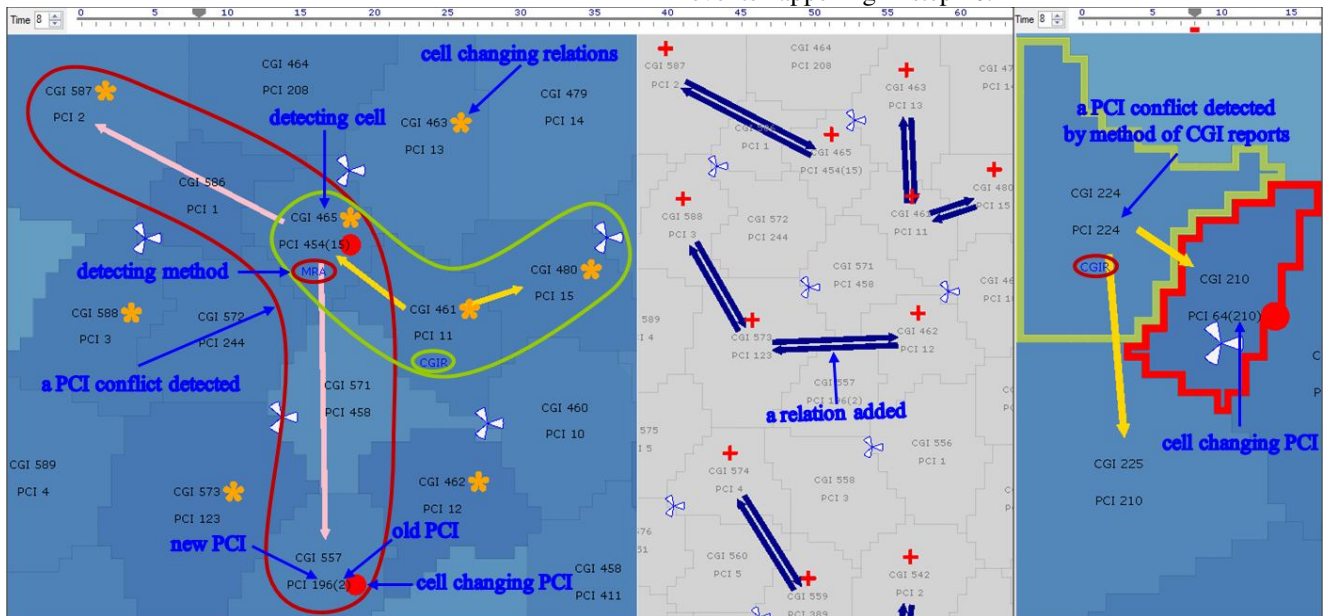 Time 8
0 5 10 15 20 25 30 35 40 45 50 55 60
cell changing relations
CGI 464
PCI 208
CGI 587
PCI 2
CGI 479
PCI 14
detecting cell
CGI 463
PCI 13
CGI 586
PCI 1
CGI 465
PCI 454(15)
detecting method
MRA
CGI 480
PCI 15
CGI 461
PCI 11
CGI 588
PCI 3
CGI 572
PCI 244
CGIR
a PCI conflict detected
CGI 571
PCI 458
CGI 460
PCI 10
CGI 589
PCI 4
CGI 573
PCI 123
CGI 462
PCI 12
new PCI
old PCI
CGI 557
PCI 196(2)
cell changing PCI
CGI 458
PCI 411
CGI 464
PCI 208
CGI 587
PCI 2
CGI 463
PCI 13
PCI 1
CGI 465
PCI 454(15)
CGI 480
PCI 15
CGI 588
PCI 3
CGI 572
PCI 244
CGI 461
PCI 11
CGI 571
PCI 458
CGI 573
PCI 123
CGI 462
PCI 12
CGI 557
PCI 196(2)
a relation added
CGI 574
PCI 4
CGI 558
PCI 3
CGI 556
PCI 1
CGI 560
PCI 5
CGI 559
PCI 389
CGI 542
PCI 2
Time 8
0 5 10 15
a PCI conflict detected
by method of CGI reports
CGI 224
PCI 224
CGIR
CGI 210
PCI 64(210)
cell changing PCI
CGI 225
PCI 210